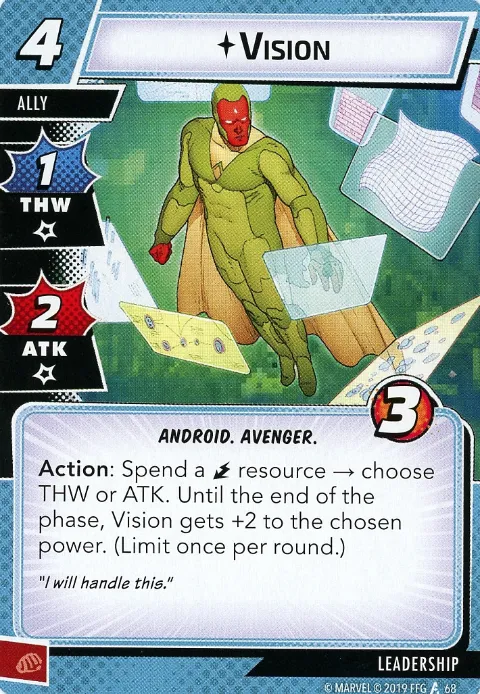 4
Vision
ALLY
1
THW
2
ATK
3
ANDROID. AVENGER.
Action: Spend a resource → choose
THW or ATK. Until the end of the
phase, Vision gets +2 to the chosen
power. (Limit once per round.)
"I will handle this."
LEADERSHIP
© MARVEL © 2019 FFG 68